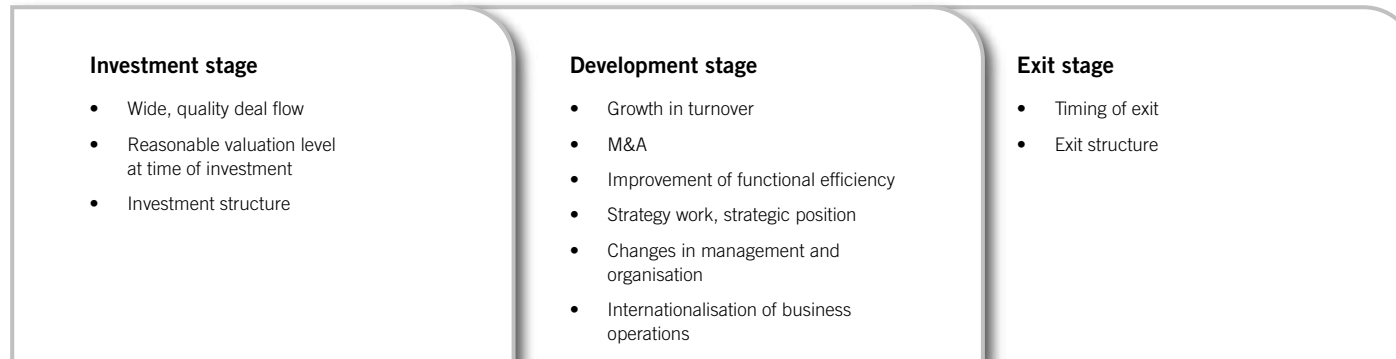 Investment stage
• Wide, quality deal flow
• Reasonable valuation level
at time of investment
• Investment structure
Development stage
• Growth in turnover
• M&A
• Improvement of functional efficiency
• Strategy work, strategic position
• Changes in management and
organisation
• Internationalisation of business
operations
Exit stage
• Timing of exit
• Exit structure